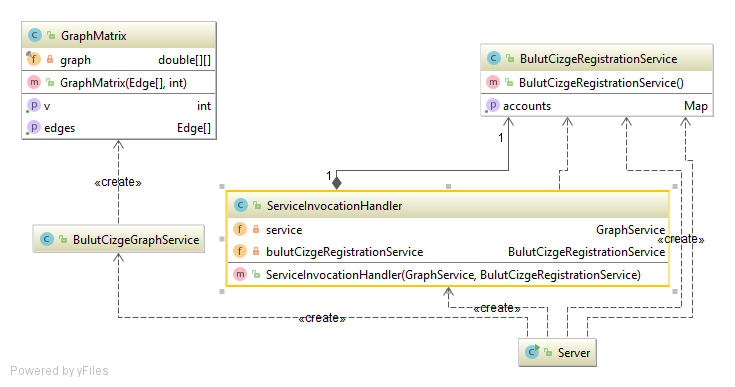 GraphMatrix
graph double[][]
GraphMatrix(Edge[], int)
v int
edges Edge[]
BulutCizgeRegistrationService
BulutCizgeRegistrationService()
accounts Map
1
«create»
1
ServiceInvocationHandler
service GraphService
bulutCizgeRegistrationService BulutCizgeRegistrationService
ServiceInvocationHandler(GraphService, BulutCizgeRegistrationService)
BulutCizgeGraphService
«create»
«create»
«create»
Server
Powered by yFiles